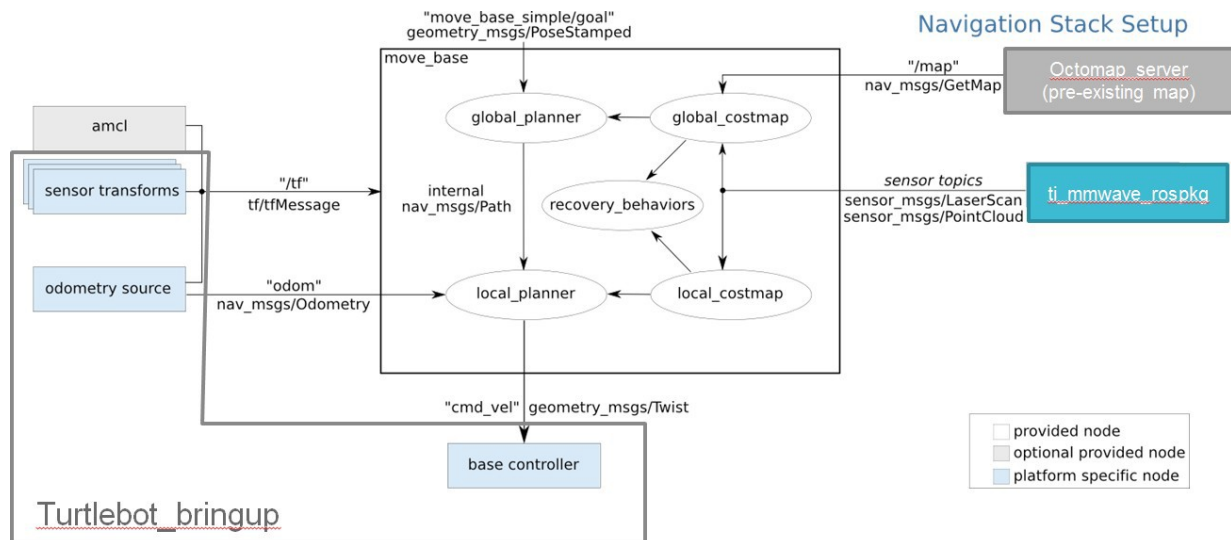 Navigation Stack Setup
"move_base_simple/goal"
geometry_msgs/PoseStamped
move_base
"/map"
nav_msgs/GetMap
Octomap_server
(pre-existing map)
amcl
global_planner
global_costmap
sensor transforms
"/tf"
tf/tfMessage
internal
nav_msgs/Path
recovery_behaviors
sensor topics
sensor_msgs/LaserScan
sensor_msgs/PointCloud
ti_mmwave_rospkg
odometry source
"odom"
nav_msgs/Odometry
local_planner
local_costmap
"cmd_vel" geometry_msgs/Twist
base controller
provided node
optional provided node
platform specific node
Turtlebot_bringup